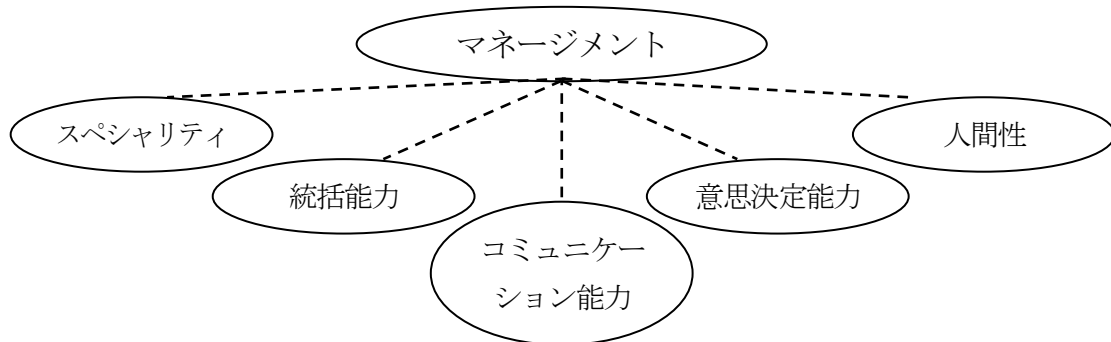 マネージメント
スペシャリティ
人間性
統括能力
意思決定能力
コミュニケー
ション能力